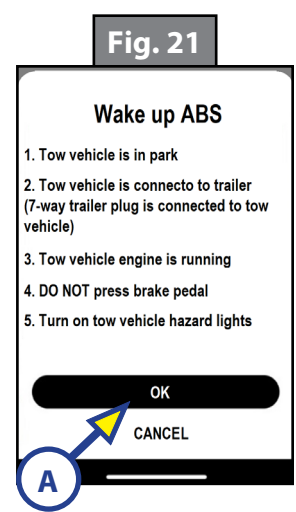 Fig. 21
Wake up ABS
1. Tow vehicle is in park
2. Tow vehicle is connecto to trailer
(7-way trailer plug is connected to tow
vehicle)
3. Tow vehicle engine is running
4. DO NOT press brake pedal
5. Turn on tow vehicle hazard lights
OK
CANCEL
A